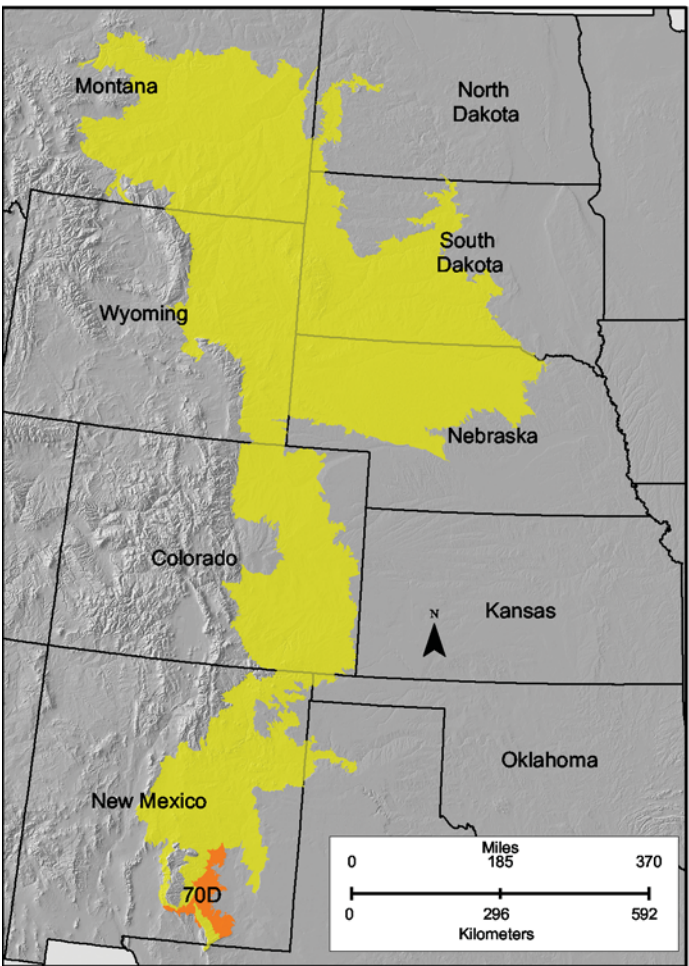 Montana
North
Dakota
South
Dakota
Wyoming
Nebraska
Colorado
N
Kansas
Oklahoma
New Mexico
Miles
0 185 370
70D
0 296 592
Kilometers